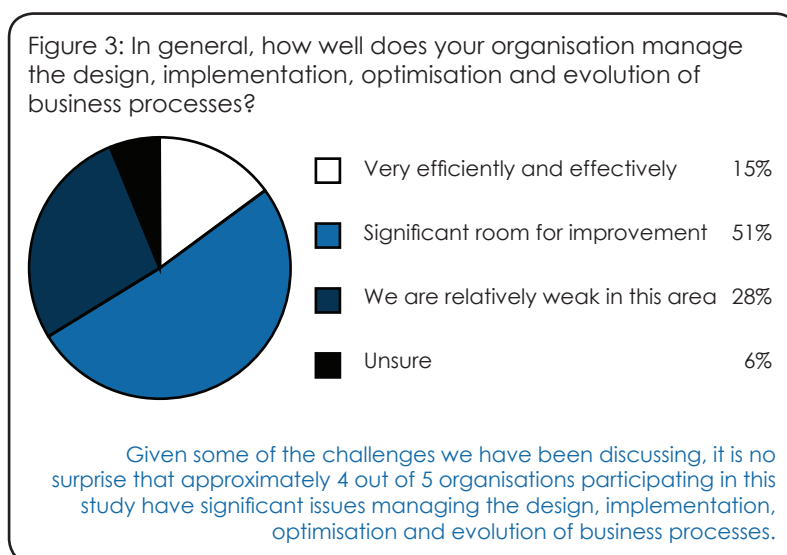 Figure 3: In general, how well does your organisation manage
the design, implementation, optimisation and evolution of
business processes?
Very efficiently and effectively 15%
Significant room for improvement 51%
We are relatively weak in this area 28%
Unsure 6%
Given some of the challenges we have been discussing, it is no
surprise that approximately 4 out of 5 organisations participating in this
study have significant issues managing the design, implementation,
optimisation and evolution of business processes.